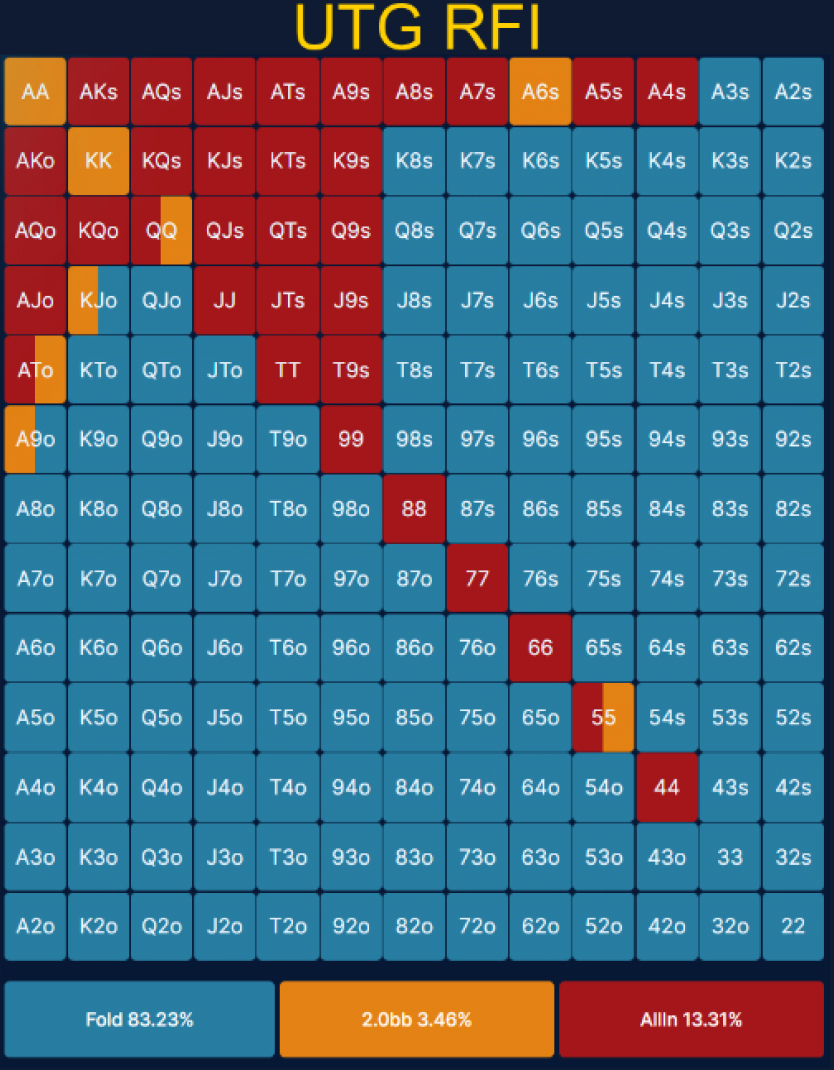 UTG RFI
AA AKs AQs AJs ATs A9s A8s A7s A6s A5s A4s A3s A2s
AKo KK KQs KJs KTs K9s K8s K7s K6s K5s K4s K3s K2s
AQo KQo QQ QJs QTs Q9s Q8s Q7s Q6s Q5s Q4s Q3s Q2s
AJo KJo QJo JJ JTs J9s J8s J7s J6s J5s J4s J3s J2s
ATo KTo QTo JTo TT T9s T8s T7s T6s T5s T4s T3s T2s
A9o K9o Q9o J9o T9o 99 98s 97s 96s 95s 94s 93s 92s
A8o K8o Q8o J8o T8o 98o 88 87s 86s 85s 84s 83s 82s
A7o K7o Q7o J7o T7o 97o 87o 77 76s 75s 74s 73s 72s
A6o K6o Q6o J6o T6o 96o 86o 76o 66 65s 64s 63s 62s
A5o K5o Q5o J5o T5o 95o 85o 75o 65o 55 54s 53s 52s
A4o K4o Q4o J4o T4o 94o 84o 74o 64o 54o 44 43s 42s
A3o K3o Q3o J3o T3o 93o 83o 73o 63o 53o 43o 33 32s
A2o K2o Q2o J2o T2o 92o 82o 72o 62o 52o 42o 32o 22
Fold 83.23% 2.0bb 3.46% AllIn 13.31%